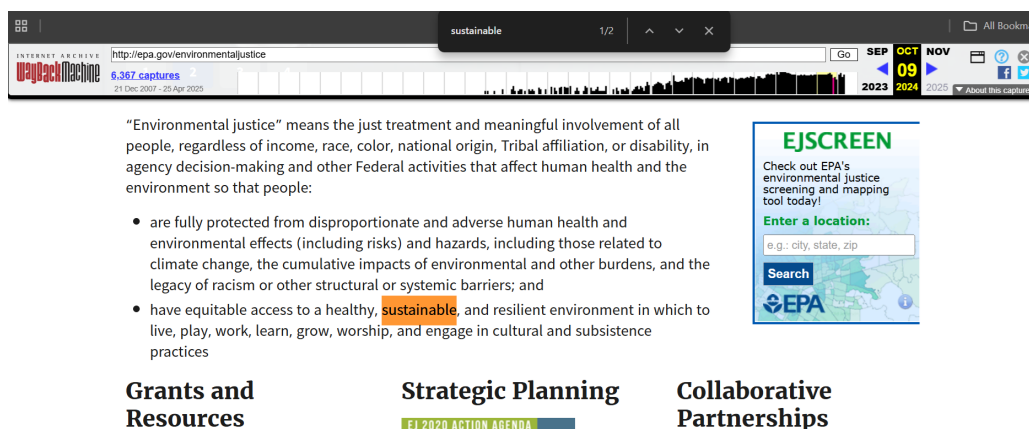 sustainable 1/2
All Bookma
INTERNET ARCHIVE
WayBackMachine
http://epa.gov/environmentaljustice
Go
SEP OCT NOV
09
2023 2024 2025
6,367 captures
21 Dec 2007 - 25 Apr 2025
About this capture
“Environmental justice” means the just treatment and meaningful involvement of all
people, regardless of income, race, color, national origin, Tribal affiliation, or disability, in
agency decision-making and other Federal activities that affect human health and the
environment so that people:
are fully protected from disproportionate and adverse human health and
environmental effects (including risks) and hazards, including those related to
climate change, the cumulative impacts of environmental and other burdens, and the
legacy of racism or other structural or systemic barriers; and
have equitable access to a healthy, sustainable, and resilient environment in which to
live, play, work, learn, grow, worship, and engage in cultural and subsistence
practices
EJSCREEN
Check out EPA's
environmental justice
screening and mapping
tool today!
Enter a location:
e.g.: city, state, zip
Search
EPA
Grants and
Resources
Strategic Planning
EJ 2020 ACTION AGENDA
Collaborative
Partnerships